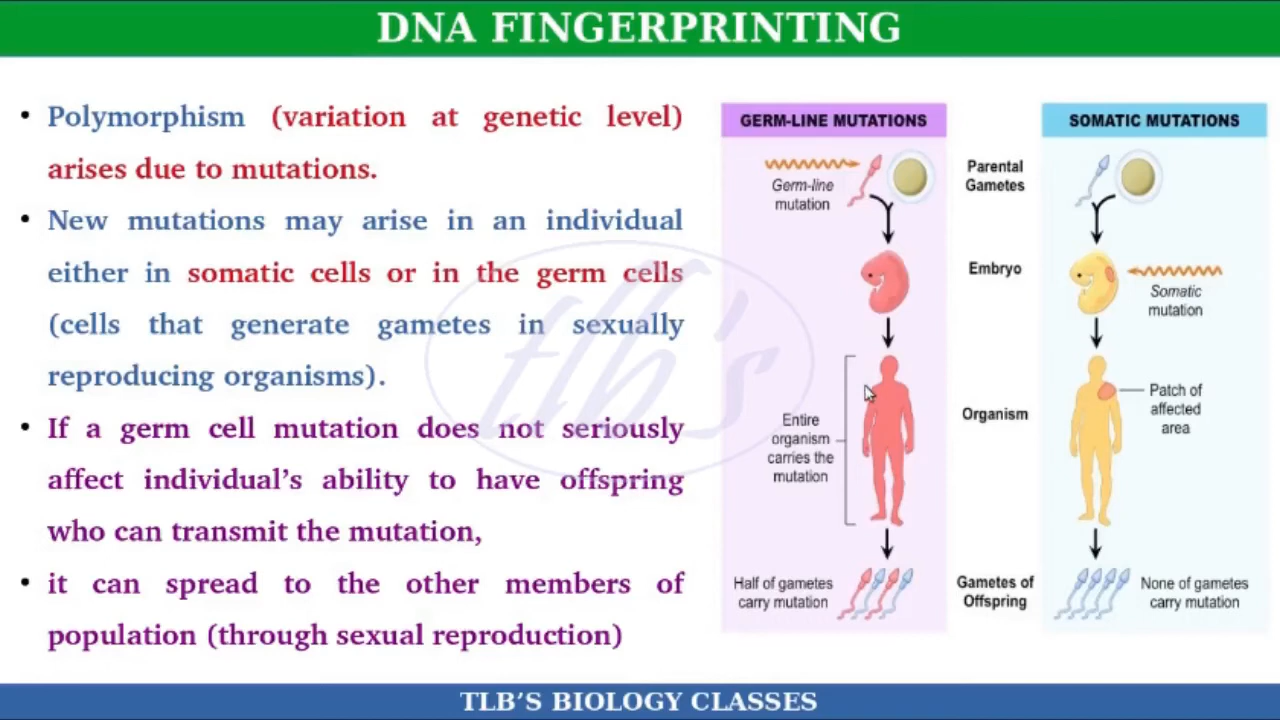 DNA FINGERPRINTING
• Polymorphism (variation at genetic level)
arises due to mutations.
• New mutations may arise in an individual
either in somatic cells or in the germ cells
(cells that generate gametes in sexually
reproducing organisms).
• If a germ cell mutation does not seriously
affect individual's ability to have offspring
who can transmit the mutation,
• it can spread to the other members of
population (through sexual reproduction)
tlb's
GERM-LINE MUTATIONS
SOMATIC MUTATIONS
Germ-line
mutation
Parental
Gametes
Embryo
Somatic
mutation
Entire
organism
carries the
mutation
Organism
Patch of
affected
area
Half of gametes
carry mutation
Gametes of
Offspring
None of gametes
carry mutation
TLB'S BIOLOGY CLASSES